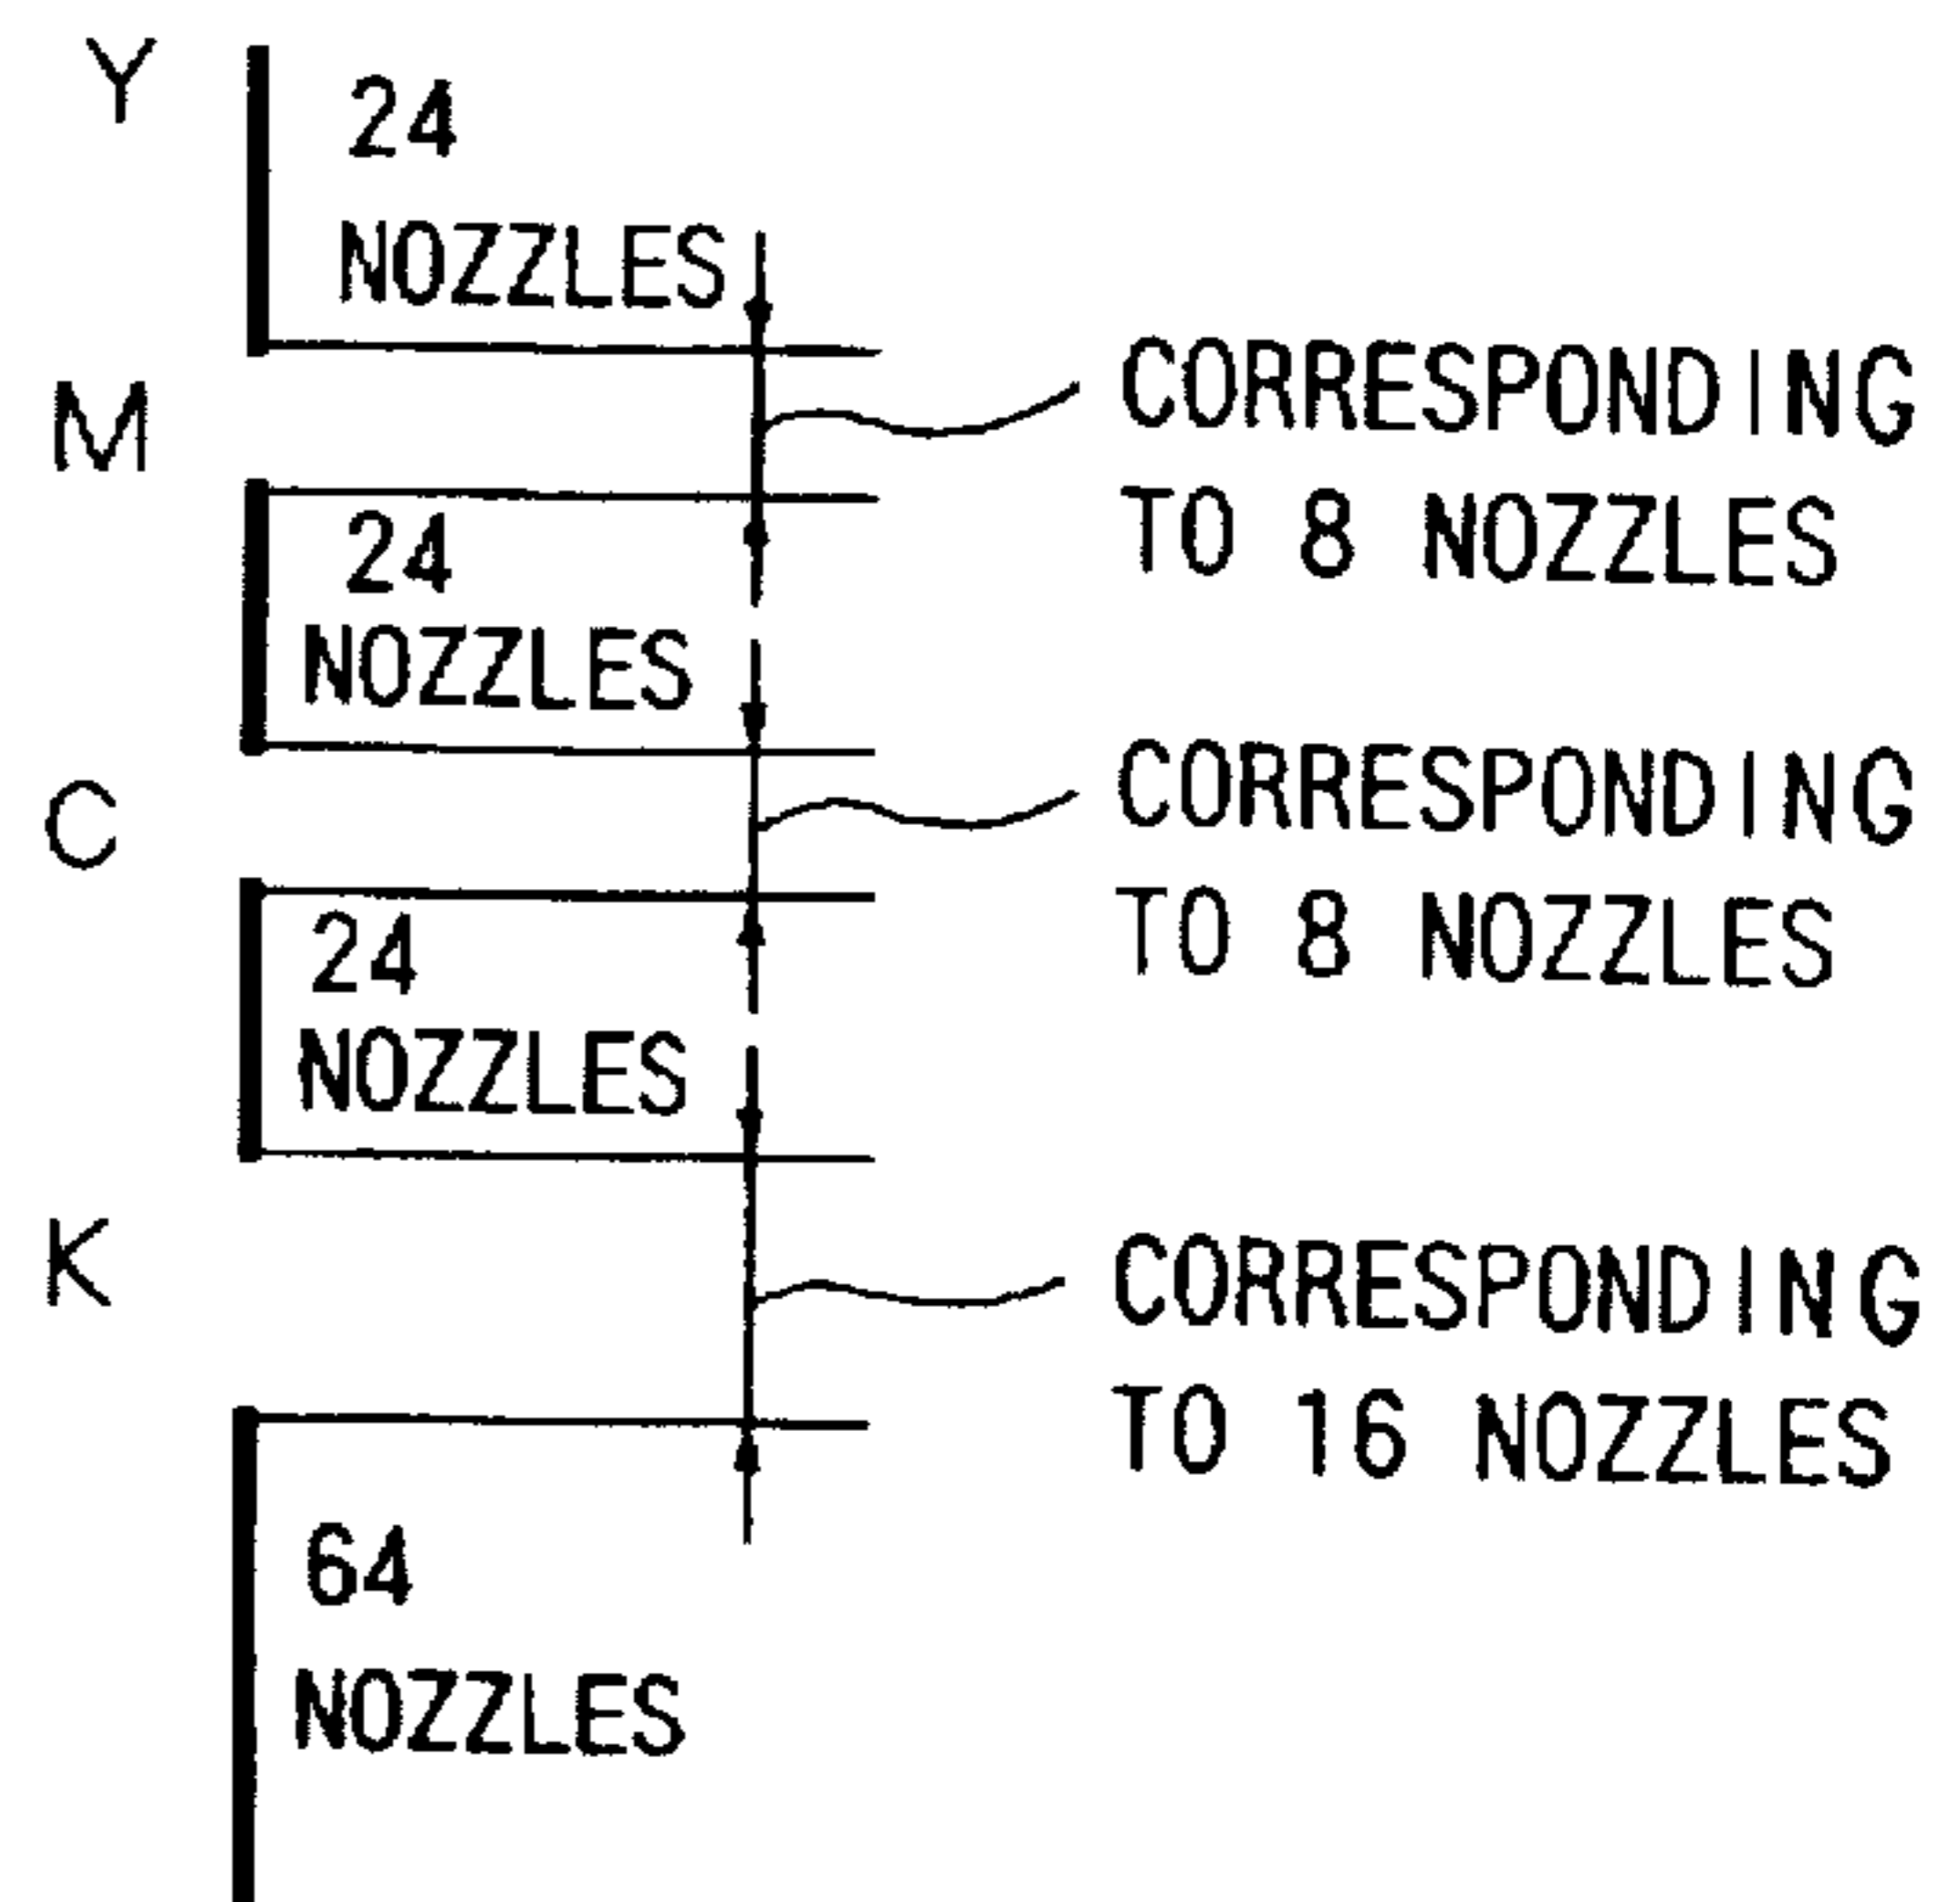 Y
24
NOZZLES
CORRESPONDING
TO 8 NOZZLES
M
24
NOZZLES
CORRESPONDING
TO 8 NOZZLES
C
24
NOZZLES
CORRESPONDING
TO 16 NOZZLES
K
64
NOZZLES